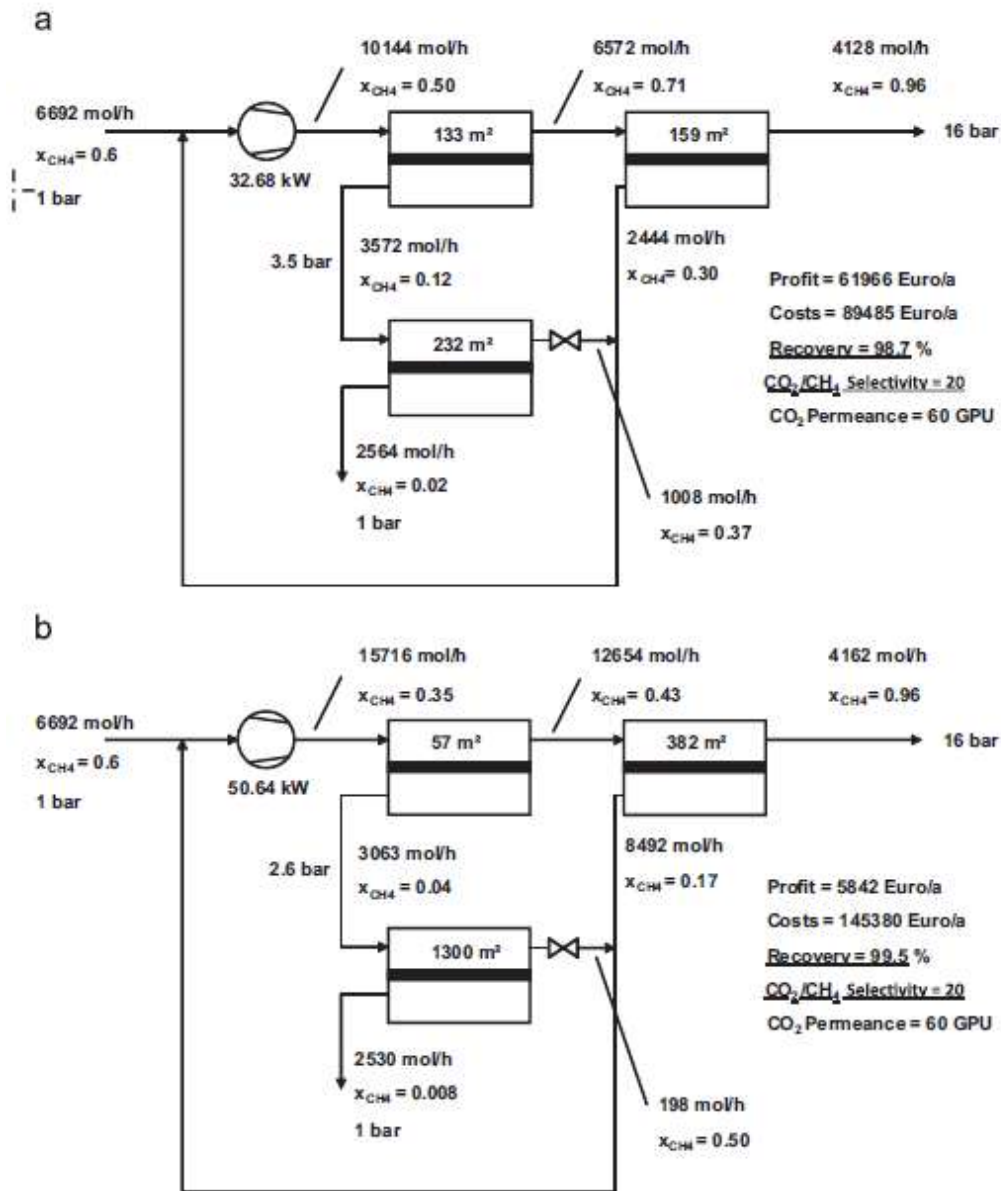 a
10144 mol/h
x_CH4 = 0.50
6572 mol/h
x_CH4 = 0.71
4128 mol/h
x_CH4 = 0.96
6692 mol/h
x_CH4 = 0.6
1 bar
32.68 kW
133 m²
159 m²
16 bar
3.5 bar
3572 mol/h
x_CH4 = 0.12
2444 mol/h
x_CH4 = 0.30
232 m²
Profit = 61966 Euro/a
Costs = 89485 Euro/a
Recovery = 98.7 %
CO₂/CH₄ Selectivity = 20
CO₂ Permeance = 60 GPU
2564 mol/h
x_CH4 = 0.02
1 bar
1008 mol/h
x_CH4 = 0.37
b
15716 mol/h
x_CH4 = 0.35
12654 mol/h
x_CH4 = 0.43
4162 mol/h
x_CH4 = 0.96
6692 mol/h
x_CH4 = 0.6
1 bar
50.64 kW
57 m²
382 m²
16 bar
2.6 bar
3063 mol/h
x_CH4 = 0.04
8492 mol/h
x_CH4 = 0.17
1300 m²
Profit = 5842 Euro/a
Costs = 145380 Euro/a
Recovery = 99.5 %
CO₂/CH₄ Selectivity = 20
CO₂ Permeance = 60 GPU
2530 mol/h
x_CH4 = 0.008
1 bar
198 mol/h
x_CH4 = 0.50